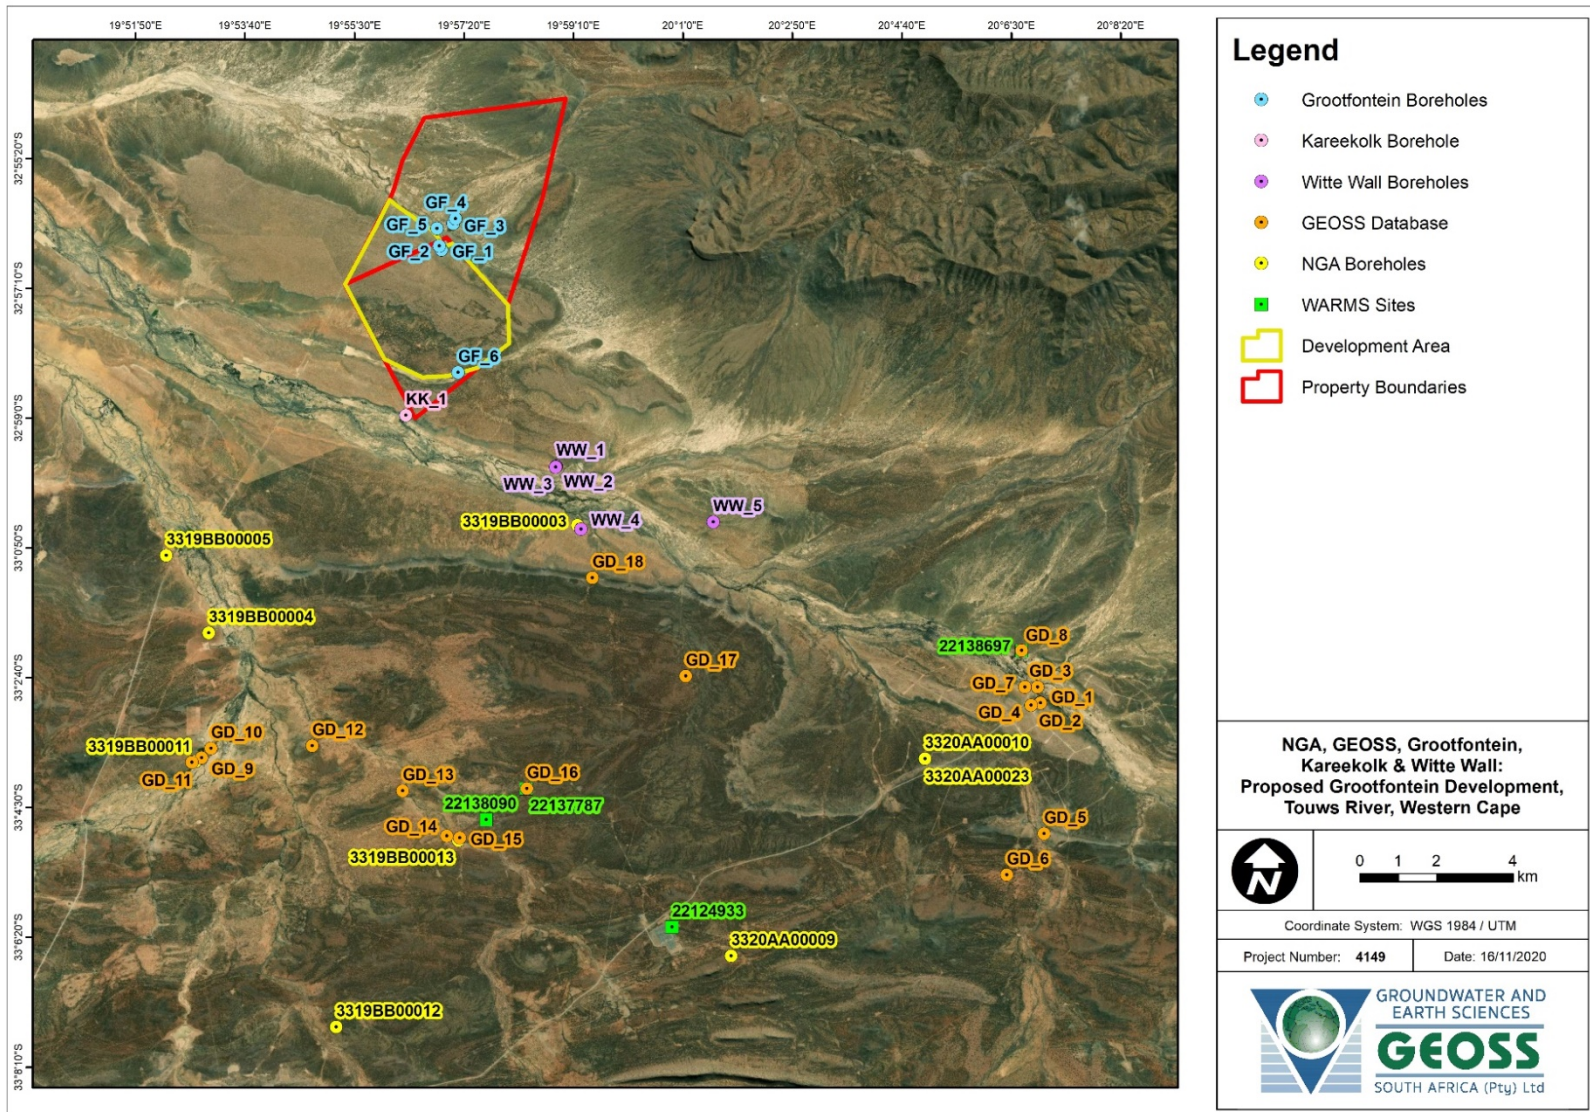 19°51'50"E 19°53'40"E 19°55'30"E 19°57'20"E 19°59'10"E 20°1'0"E 20°2'50"E 20°4'40"E 20°6'30"E 20°8'20"E
32°55'20"S
32°57'10"S
32°59'0"S
33°0'50"S
33°2'40"S
33°4'30"S
33°6'20"S
33°8'10"S
GF_4
GF_5
GF_3
GF_2
GF_1
GF_6
KK_1
WW_1
WW_3
WW_2
WW_5
3319BB00003
WW_4
3319BB00005
GD_18
3319BB00004
22138697
GD_8
GD_17
GD_3
GD_7
GD_1
GD_4
GD_2
GD_10
GD_12
3319BB00011
GD_9
GD_11
3320AA00010
3320AA00023
GD_13
GD_16
22138090
22137787
GD_14
GD_15
3319BB00013
GD_5
GD_6
22124933
3320AA00009
3319BB00012
Legend
Grootfontein Boreholes
Kareekolk Borehole
Witte Wall Boreholes
GEOSS Database
NGA Boreholes
WARMS Sites
Development Area
Property Boundaries
NGA, GEOSS, Grootfontein,
Kareekolk & Witte Wall:
Proposed Grootfontein Development,
Touws River, Western Cape
N
0 1 2 4
km
Coordinate System: WGS 1984 / UTM
Project Number: 4149
Date: 16/11/2020
GROUNDWATER AND
EARTH SCIENCES
GEOSS
SOUTH AFRICA (Pty) Ltd